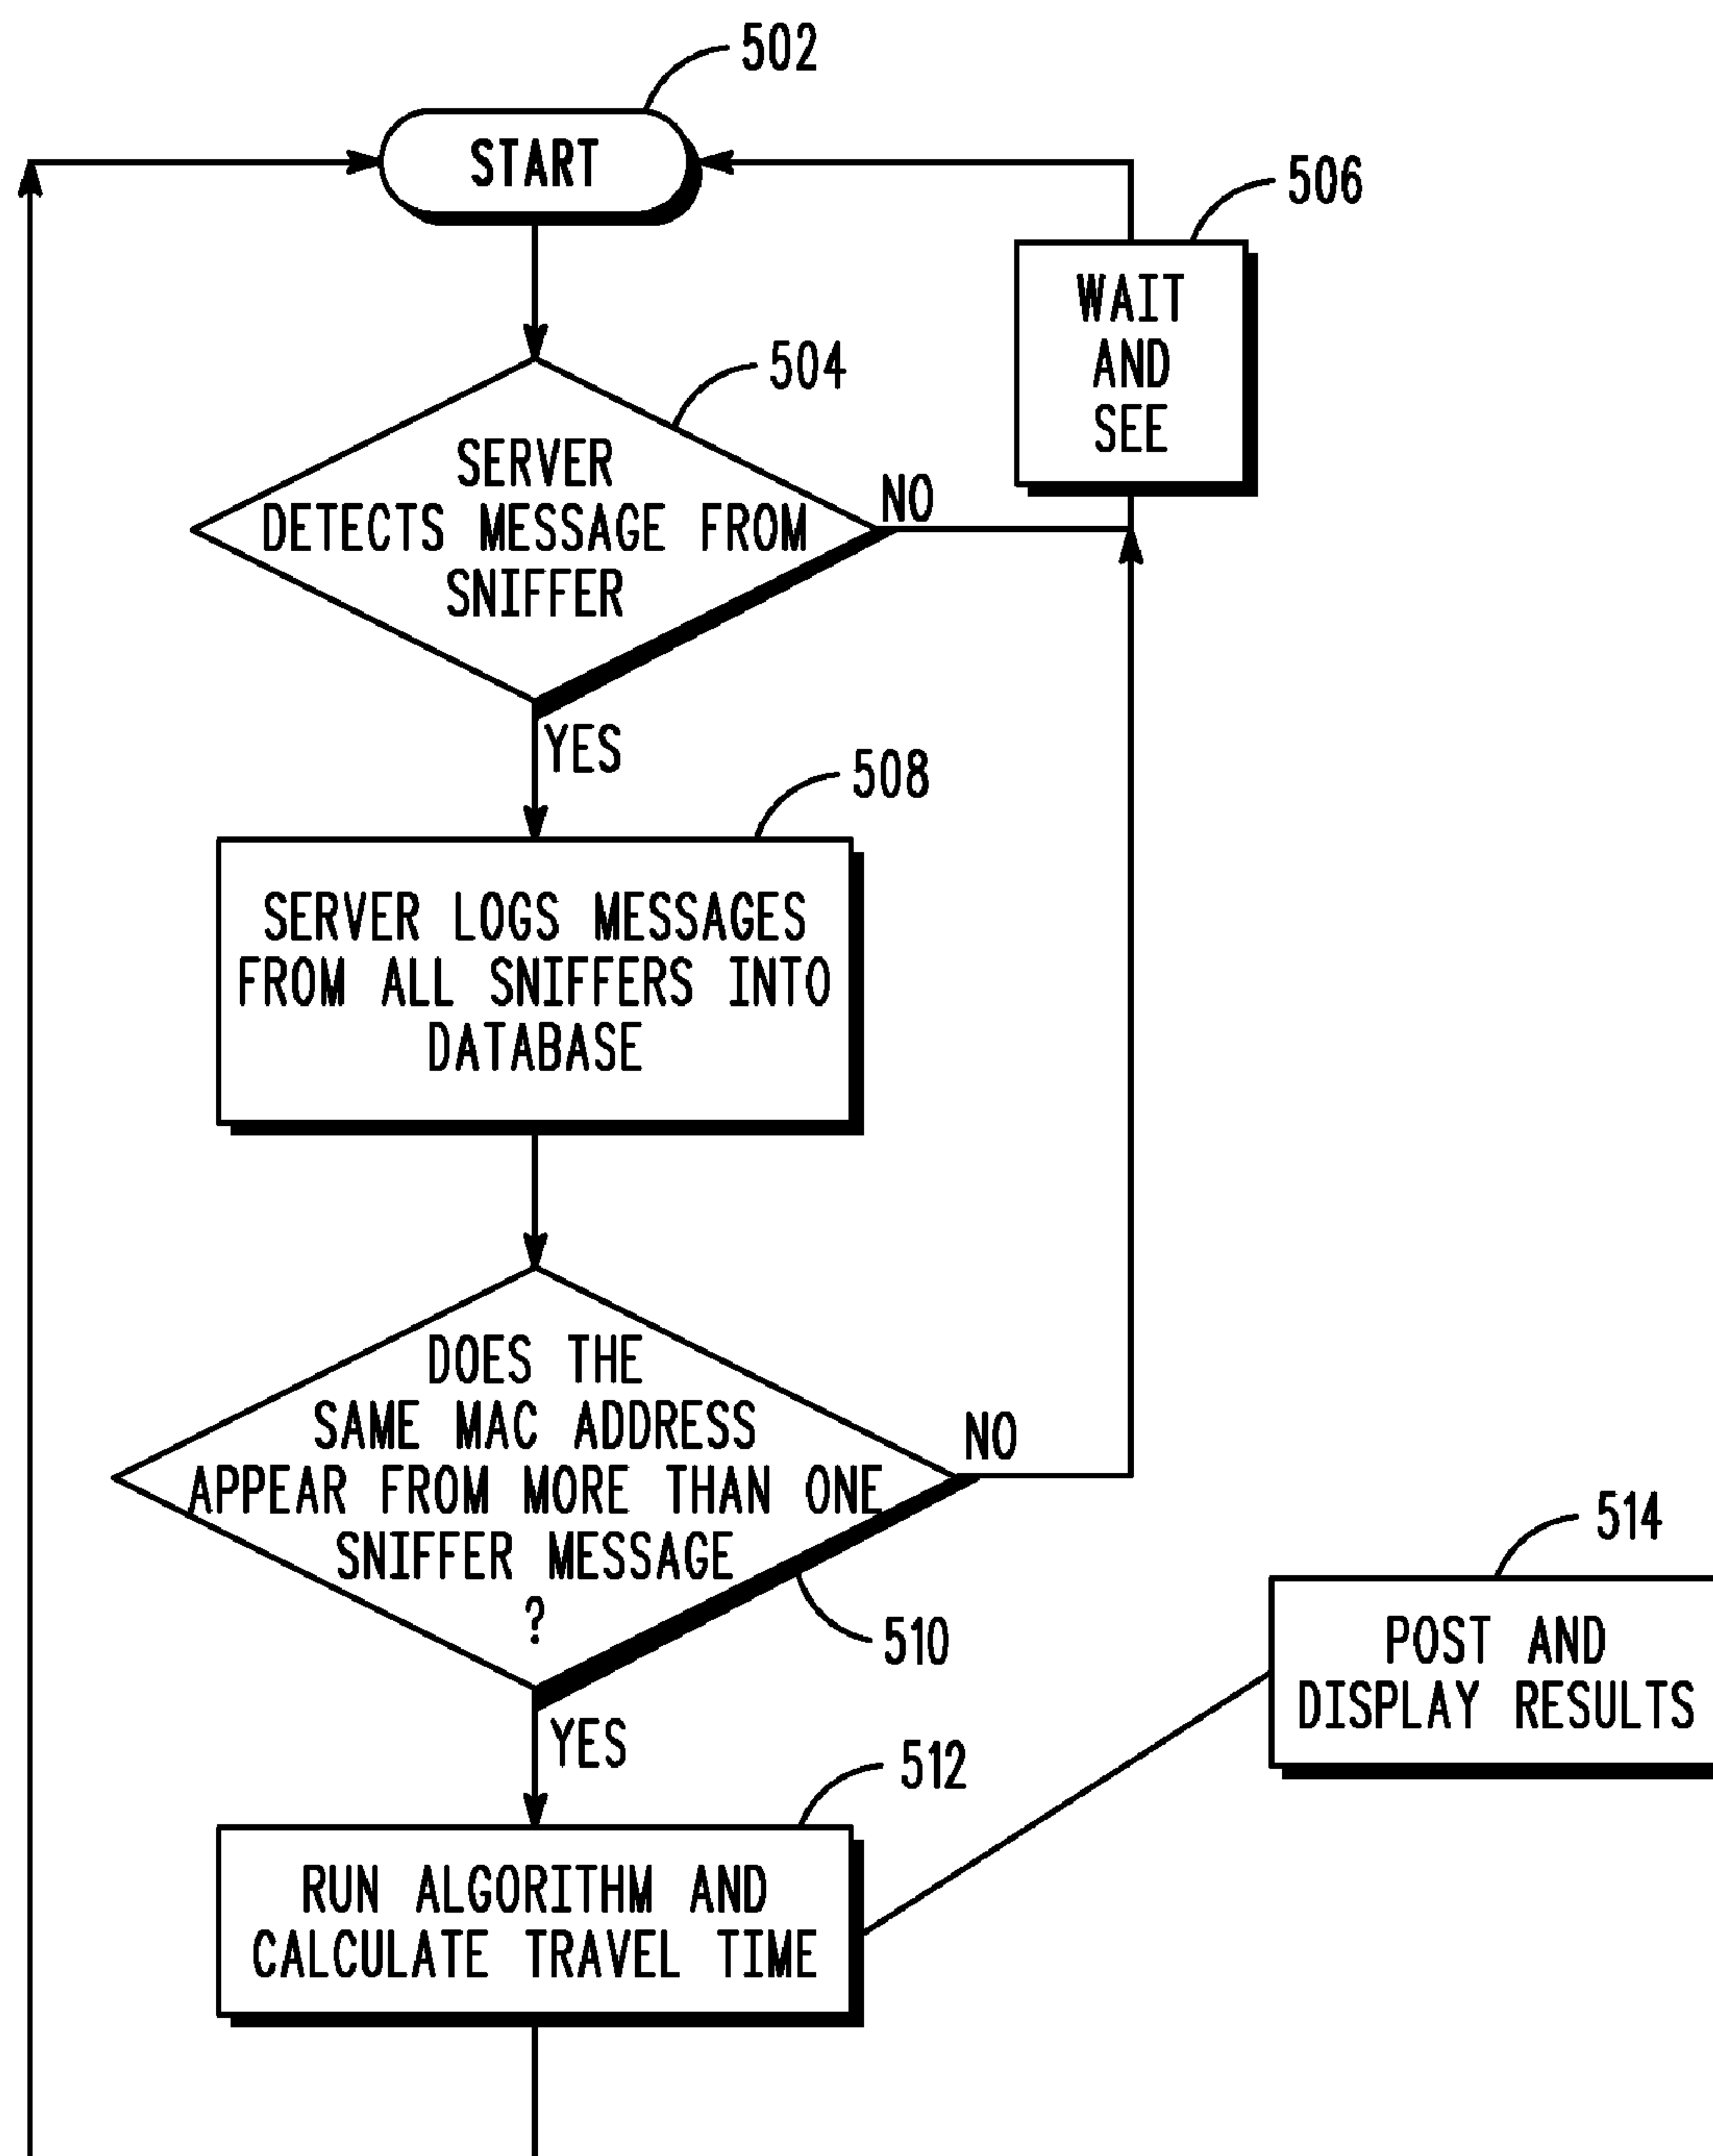 502
START
506
WAIT
AND
SEE
504
SERVER
DETECTS MESSAGE FROM
SNIFFER
NO
YES
508
SERVER LOGS MESSAGES
FROM ALL SNIFFERS INTO
DATABASE
DOES THE
SAME MAC ADDRESS
APPEAR FROM MORE THAN ONE
SNIFFER MESSAGE
?
NO
510
YES
514
POST AND
DISPLAY RESULTS
512
RUN ALGORITHM AND
CALCULATE TRAVEL TIME